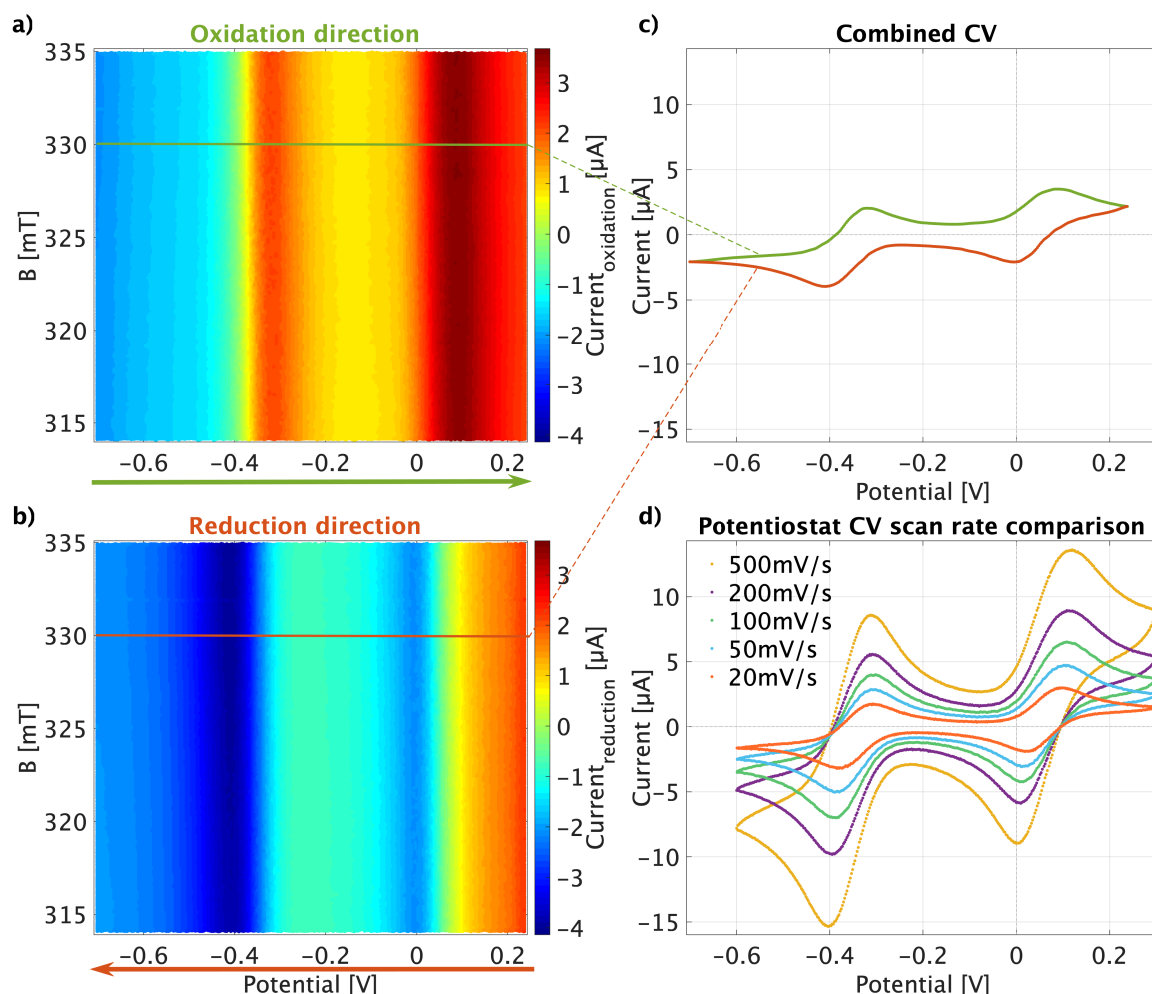 a)
Oxidation direction
335
330
325
320
315
B [mT]
−0.6 −0.4 −0.2 0 0.2
3
2
1
0
−1
−2
−3
−4
Current_oxidation [µA]
b)
Reduction direction
335
330
325
320
315
B [mT]
−0.6 −0.4 −0.2 0 0.2
Potential [V]
3
2
1
0
−1
−2
−3
−4
Current_reduction [µA]
c)
Combined CV
10
5
0
−5
−10
−15
Current [µA]
−0.6 −0.4 −0.2 0 0.2
Potential [V]
d)
Potentiostat CV scan rate comparison
500mV/s
200mV/s
100mV/s
50mV/s
20mV/s
10
5
0
−5
−10
−15
Current [µA]
−0.6 −0.4 −0.2 0 0.2
Potential [V]